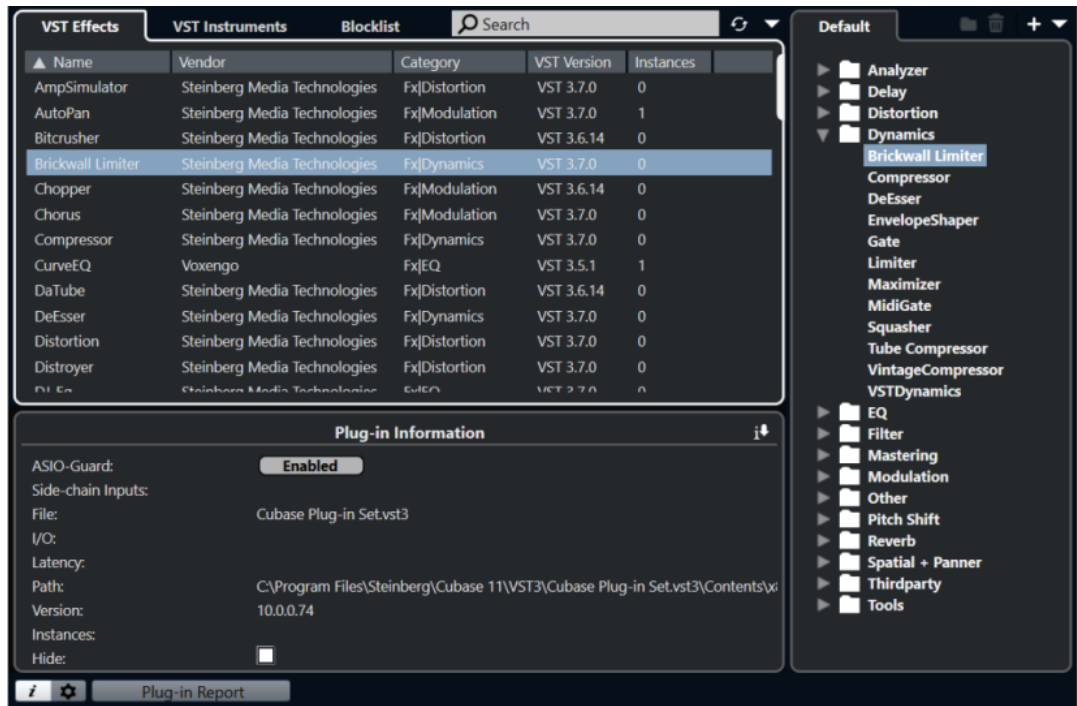 VST Effects VST Instruments Blocklist Search
Name Vendor Category VST Version Instances
AmpSimulator Steinberg Media Technologies Fx|Distortion VST 3.7.0 0
AutoPan Steinberg Media Technologies Fx|Modulation VST 3.7.0 1
Bitcrusher Steinberg Media Technologies Fx|Distortion VST 3.6.14 0
Brickwall Limiter Steinberg Media Technologies Fx|Dynamics VST 3.7.0 0
Chopper Steinberg Media Technologies Fx|Modulation VST 3.6.14 0
Chorus Steinberg Media Technologies Fx|Modulation VST 3.7.0 0
Compressor Steinberg Media Technologies Fx|Dynamics VST 3.7.0 0
CurveEQ Voxengo Fx|EQ VST 3.5.1 1
DaTube Steinberg Media Technologies Fx|Distortion VST 3.6.14 0
DeEsser Steinberg Media Technologies Fx|Dynamics VST 3.7.0 0
Distortion Steinberg Media Technologies Fx|Distortion VST 3.7.0 0
Distroyer Steinberg Media Technologies Fx|Distortion VST 3.7.0 0
Steinberg Media Technologies Fx|EQ VST 3.7.0 0
Plug-in Information
ASIO-Guard: Enabled
Side-chain Inputs:
File: Cubase Plug-in Set.vst3
I/O:
Latency:
Path: C:\Program Files\Steinberg\Cubase 11\VST3\Cubase Plug-in Set.vst3\Contents\x
Version: 10.0.0.74
Instances:
Hide:
i Plug-in Report
Default
Analyzer
Delay
Distortion
Dynamics
Brickwall Limiter
Compressor
DeEsser
EnvelopeShaper
Gate
Limiter
Maximizer
MidiGate
Squasher
Tube Compressor
VintageCompressor
VSTDynamics
EQ
Filter
Mastering
Modulation
Other
Pitch Shift
Reverb
Spatial + Panner
Thirdparty
Tools